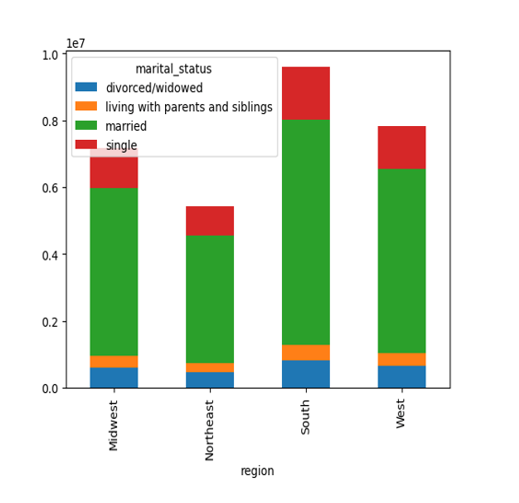 1e7
1.0
0.8
0.6
0.4
0.2
0.0
marital_status
divorced/widowed
living with parents and siblings
married
single
Midwest
Northeast
South
West
region